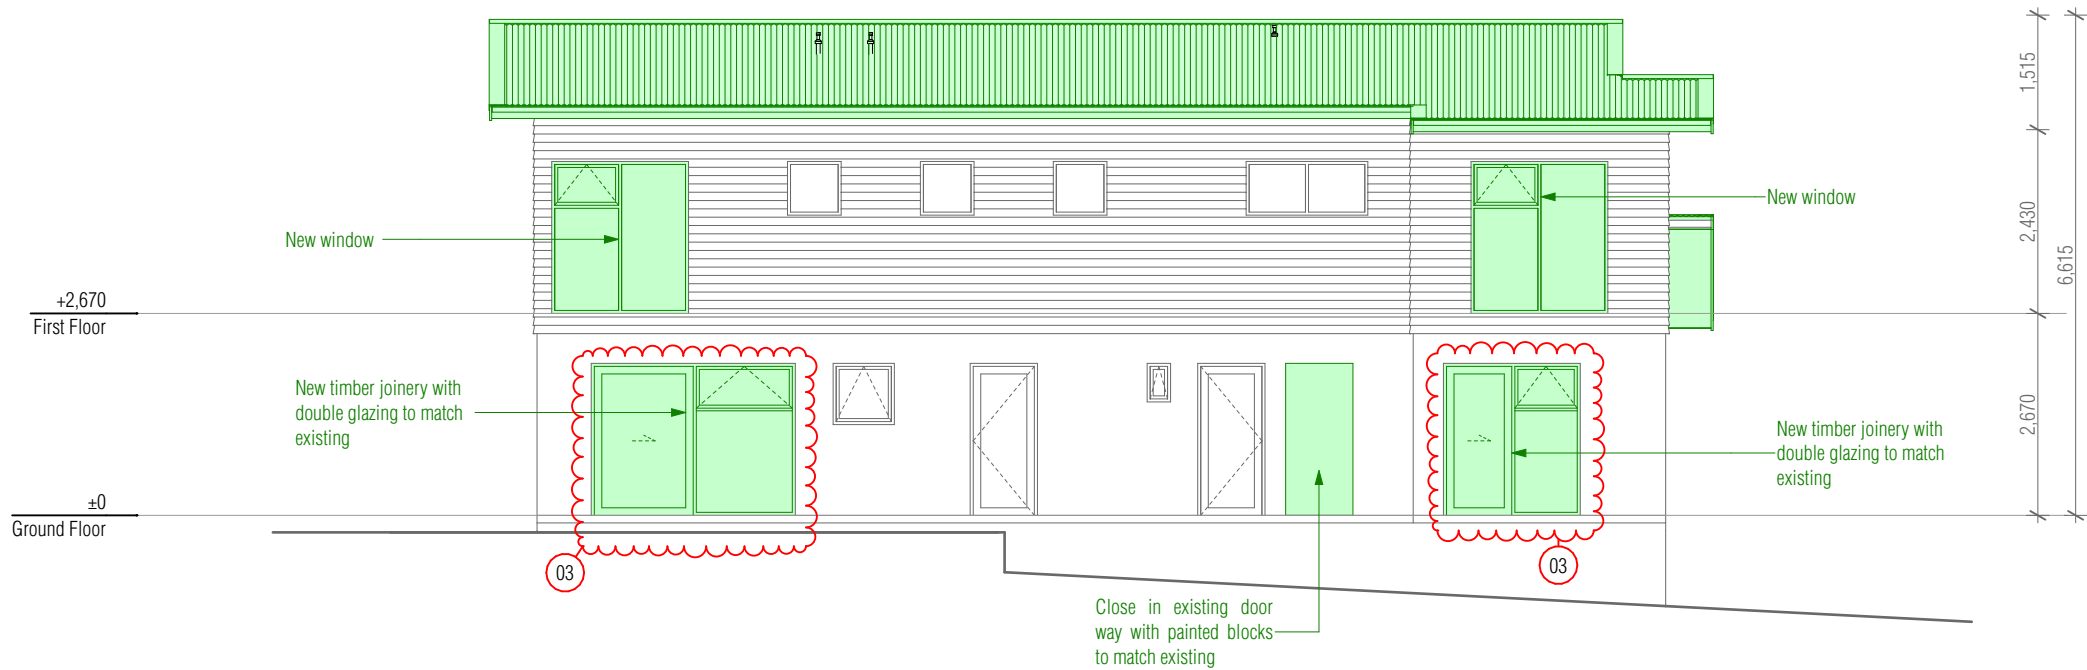 1,515
New window
2,430
New window
6,615
+2,670
First Floor
New timber joinery with
double glazing to match
existing
2,670
New timber joinery with
double glazing to match
existing
±0
Ground Floor
03
03
Close in existing door
way with painted blocks
to match existing